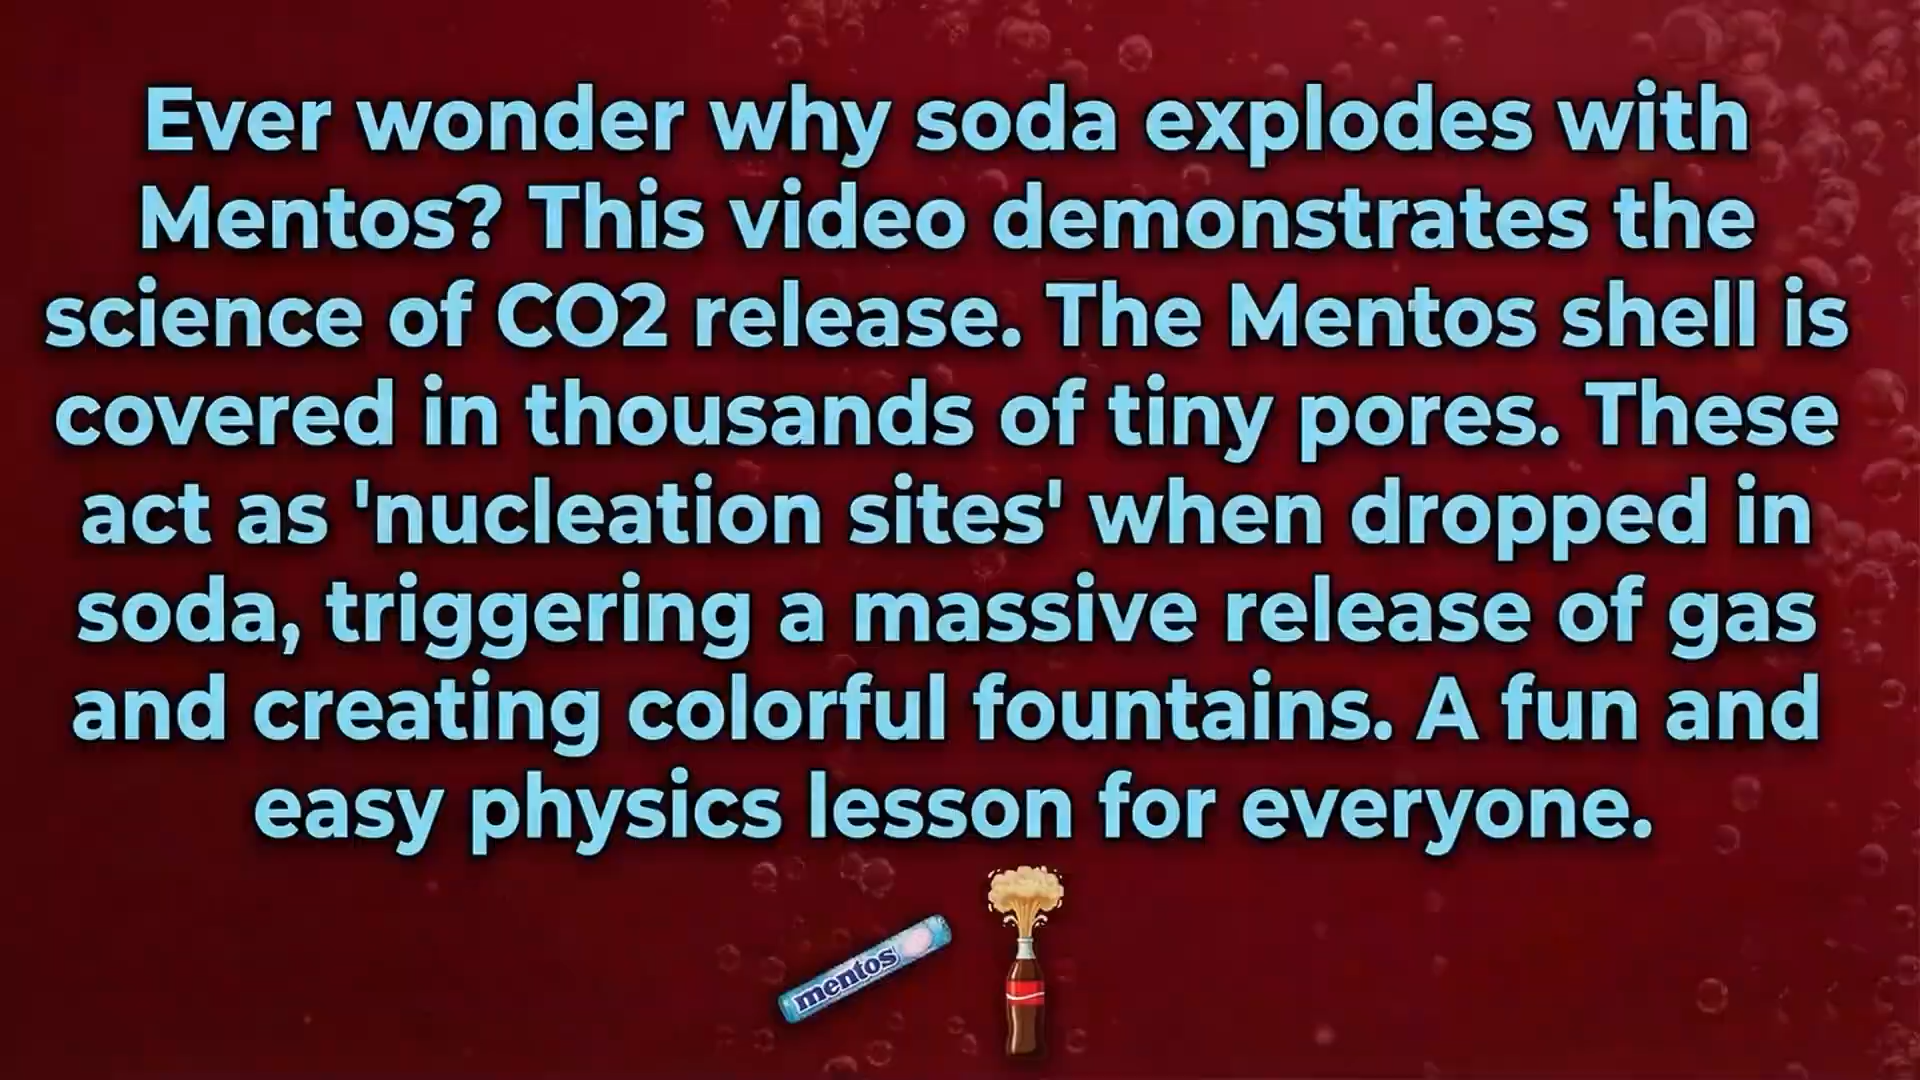 Ever wonder why soda explodes with
Mentos? This video demonstrates the
science of CO2 release. The Mentos shell is
covered in thousands of tiny pores. These
act as 'nucleation sites' when dropped in
soda, triggering a massive release of gas
and creating colorful fountains. A fun and
easy physics lesson for everyone.
mentos